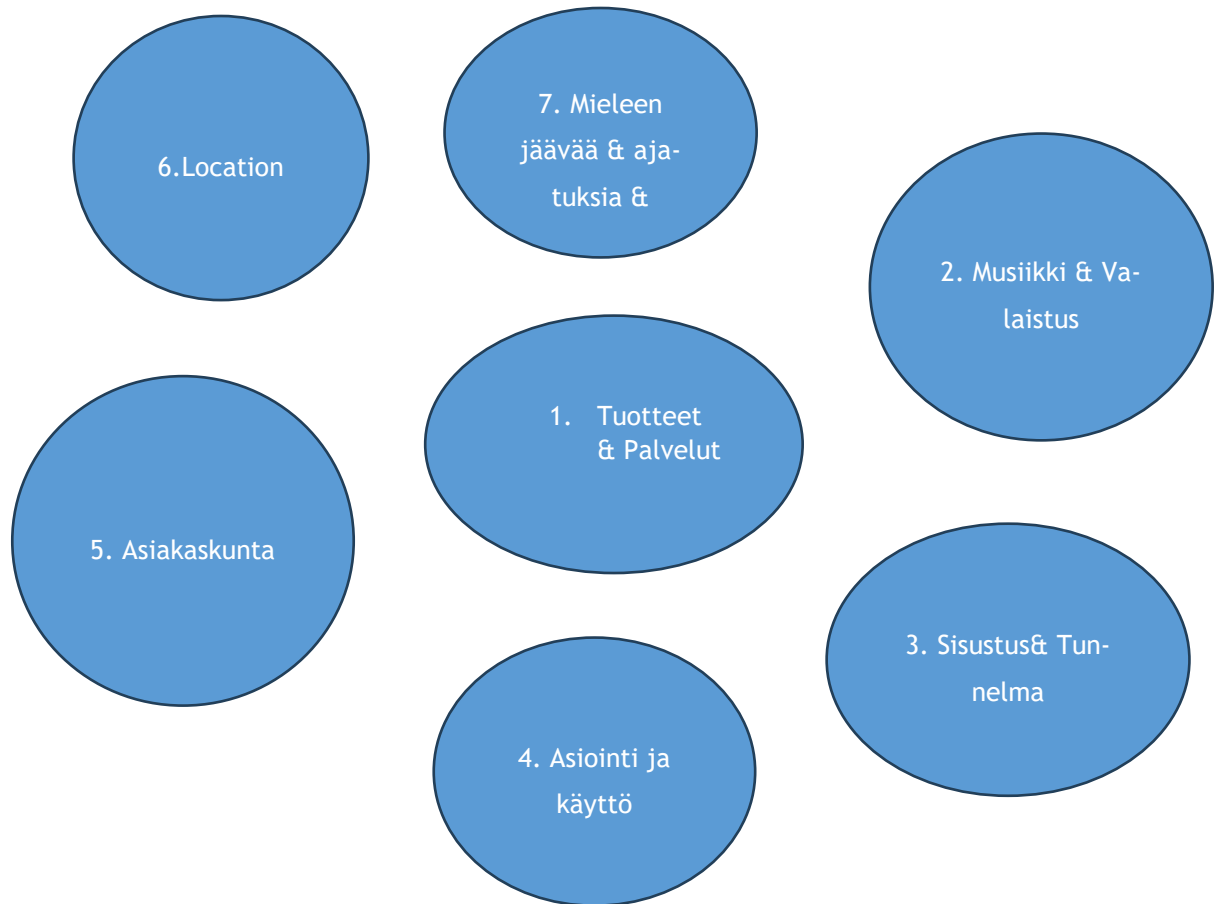 6.Location
7. Mieleen
jäävää & aja-
tuksia &
2. Musiikki & Va-
laistus
1. Tuotteet
& Palvelut
5. Asiakaskunta
3. Sisustus& Tun-
nelma
4. Asiointi ja
käyttö